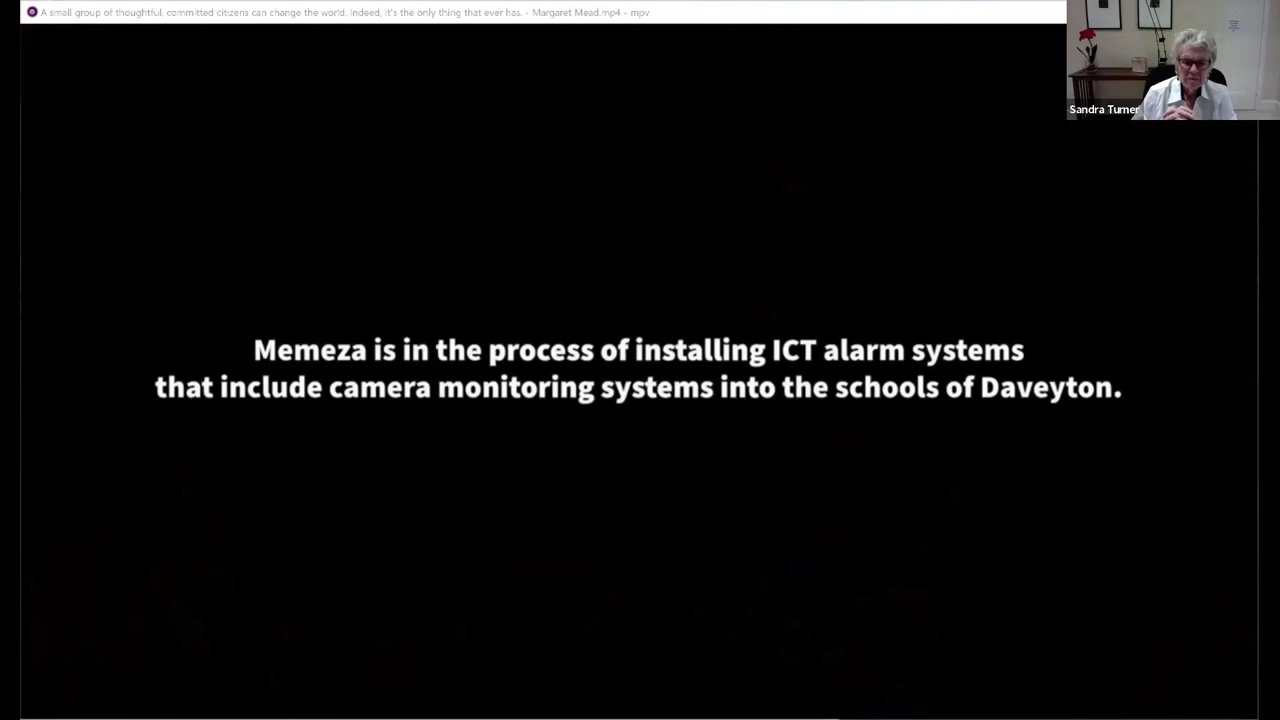 A small group of thoughtful, committed citizens can change the world. Indeed, it's the only thing that ever has. - Margaret Mead.mp4 - mpv
Sandra Turner
Memeza is in the process of installing ICT alarm systems
that include camera monitoring systems into the schools of Daveyton.